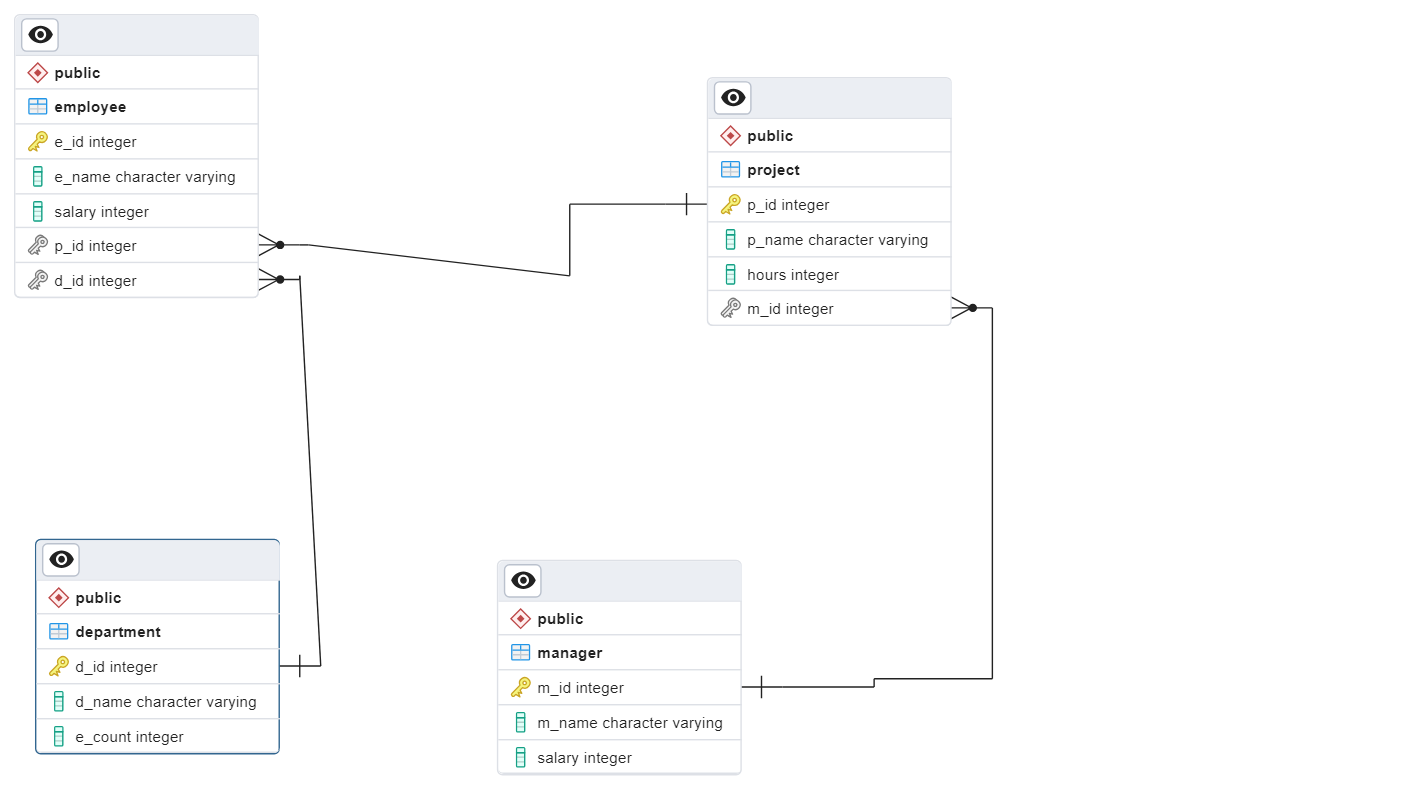 public
employee
e_id integer
e_name character varying
salary integer
p_id integer
d_id integer
public
project
p_id integer
p_name character varying
hours integer
m_id integer
public
department
d_id integer
d_name character varying
e_count integer
public
manager
m_id integer
m_name character varying
salary integer